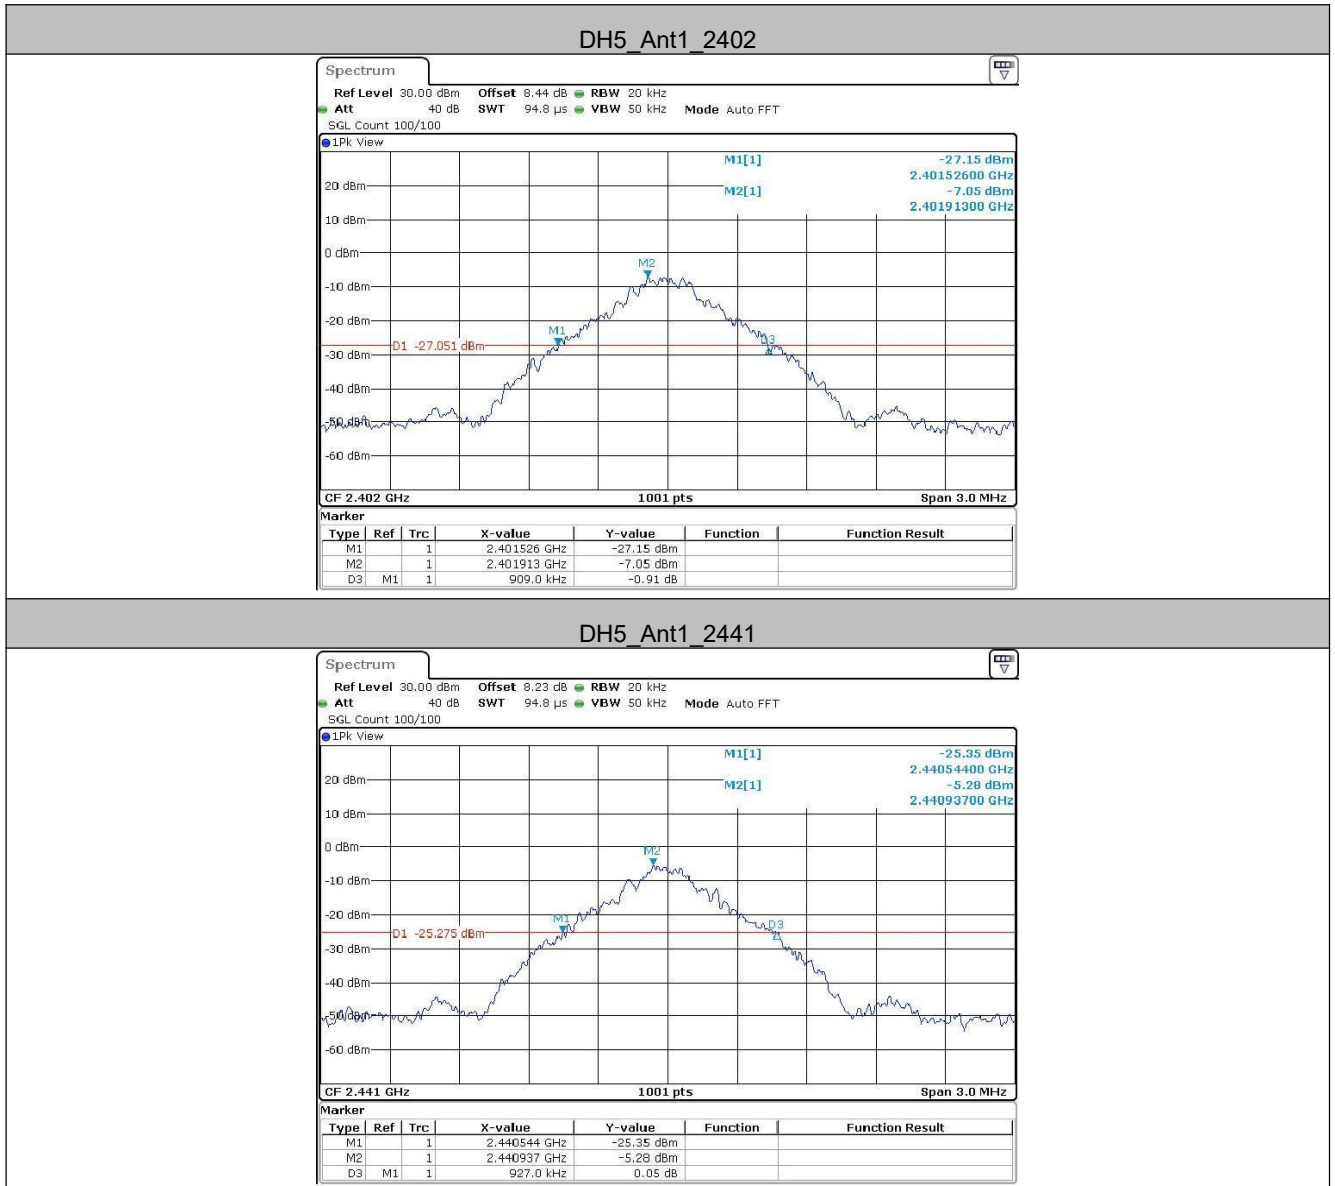 DH5_Ant1_2402
Spectrum
Ref Level 30.00 dBm Offset 8.44 dB RBW 20 kHz
Att 40 dB SWT 94.8 µs VBW 50 kHz Mode Auto FFT
SGL Count 100/100
1Pk View
M1[1] -27.15 dBm
2.40152600 GHz
20 dBm
M2[1] -7.05 dBm
2.40191300 GHz
10 dBm
0 dBm
M2
-10 dBm
-20 dBm
M1
D3
D1 -27.051 dBm
-30 dBm
-40 dBm
-50 dBm
-60 dBm
CF 2.402 GHz 1001 pts Span 3.0 MHz
Marker
Type Ref Trc X-value Y-value Function Function Result
M1 1 2.401526 GHz -27.15 dBm
M2 1 2.401913 GHz -7.05 dBm
D3 M1 1 909.0 kHz -0.91 dB
DH5_Ant1_2441
Spectrum
Ref Level 30.00 dBm Offset 8.23 dB RBW 20 kHz
Att 40 dB SWT 94.8 µs VBW 50 kHz Mode Auto FFT
SGL Count 100/100
1Pk View
M1[1] -25.35 dBm
2.44054400 GHz
20 dBm
M2[1] -5.28 dBm
2.44093700 GHz
10 dBm
0 dBm
M2
-10 dBm
-20 dBm
M1
D3
D1 -25.275 dBm
-30 dBm
-40 dBm
-50 dBm
-60 dBm
CF 2.441 GHz 1001 pts Span 3.0 MHz
Marker
Type Ref Trc X-value Y-value Function Function Result
M1 1 2.440544 GHz -25.35 dBm
M2 1 2.440937 GHz -5.28 dBm
D3 M1 1 927.0 kHz 0.05 dB